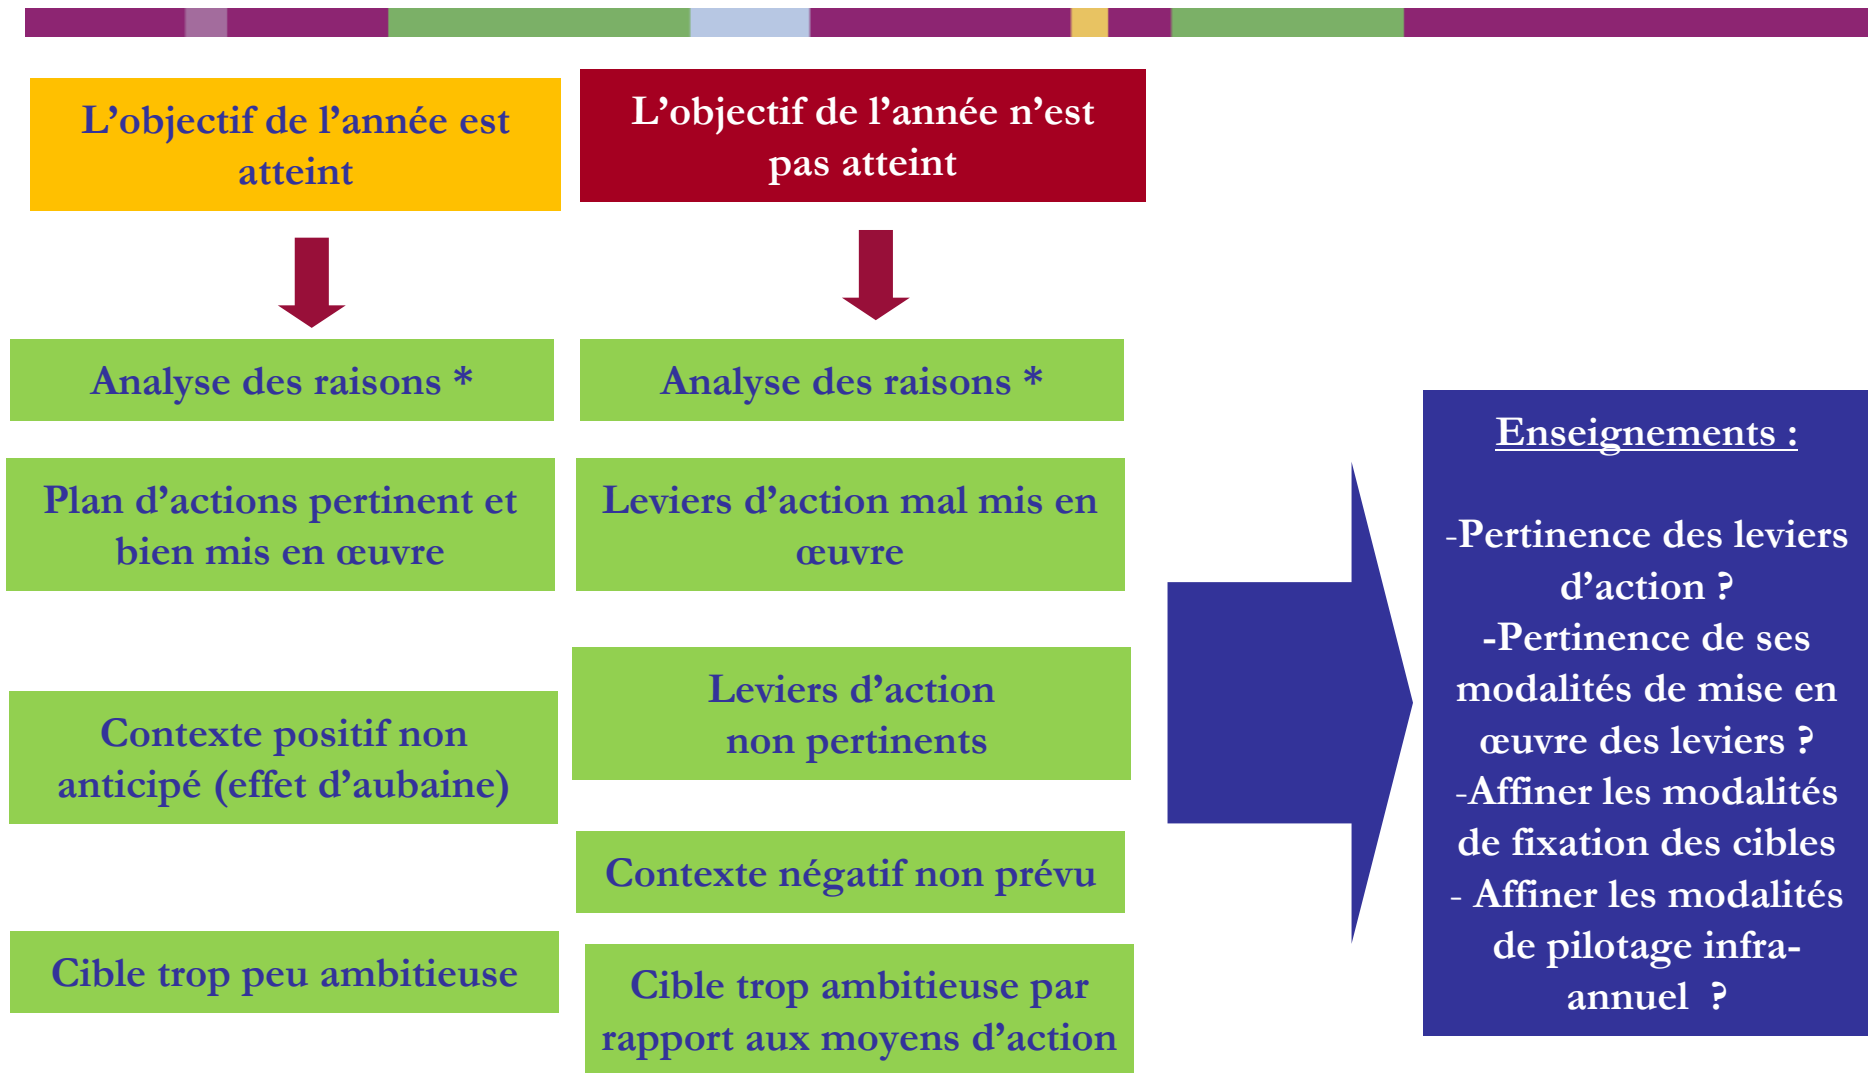 L’objectif de l’année est
atteint
L’objectif de l’année n’est
pas atteint
Analyse des raisons *
Analyse des raisons *
Plan d’actions pertinent et
bien mis en œuvre
Leviers d’action mal mis en
œuvre
Contexte positif non
anticipé (effet d’aubaine)
Leviers d’action
non pertinents
Contexte négatif non prévu
Cible trop peu ambitieuse
Cible trop ambitieuse par
rapport aux moyens d’action
Enseignements :
-Pertinence des leviers
d’action ?
-Pertinence de ses
modalités de mise en
œuvre des leviers ?
-Affiner les modalités
de fixation des cibles
- Affiner les modalités
de pilotage infra-
annuel  ?